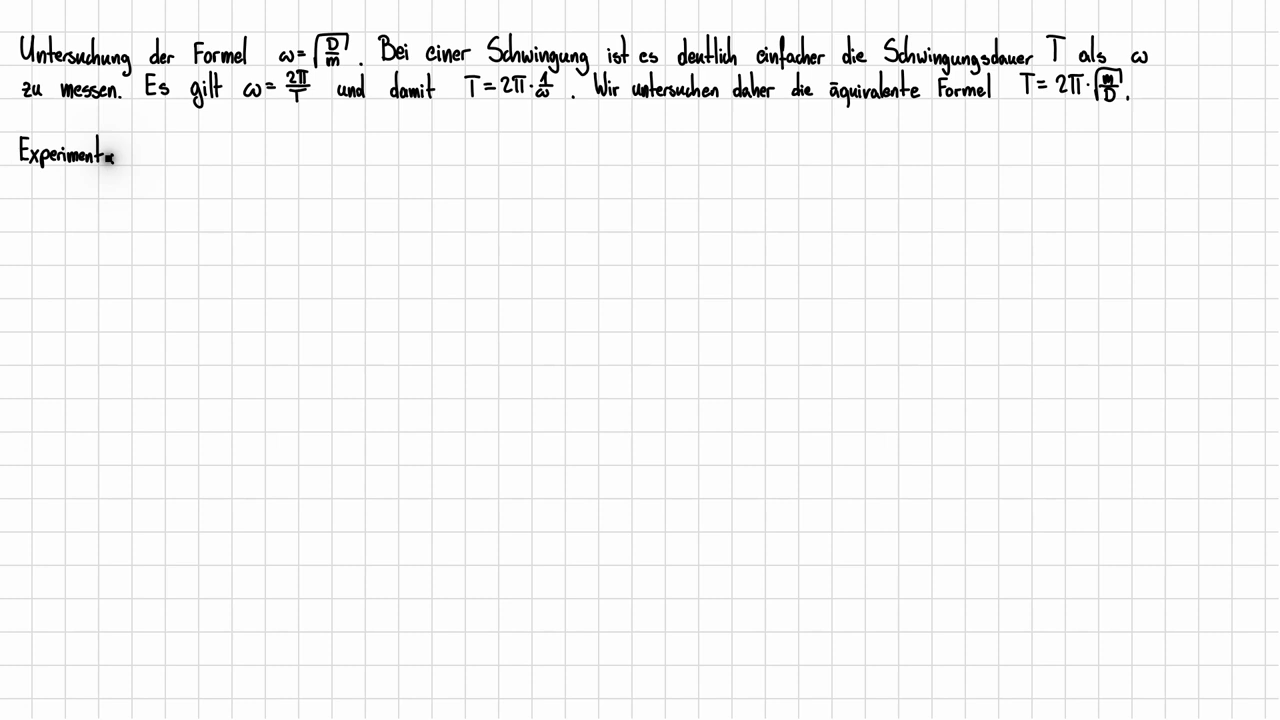 Untersuchung der Formel ω = √(D/m). Bei einer Schwingung ist es deutlich einfacher die Schwingungsdauer T als ω
zu messen. Es gilt ω = 2π/T und damit T = 2π · 1/ω. Wir untersuchen daher die äquivalente Formel T = 2π · √(m/D).
Experiment